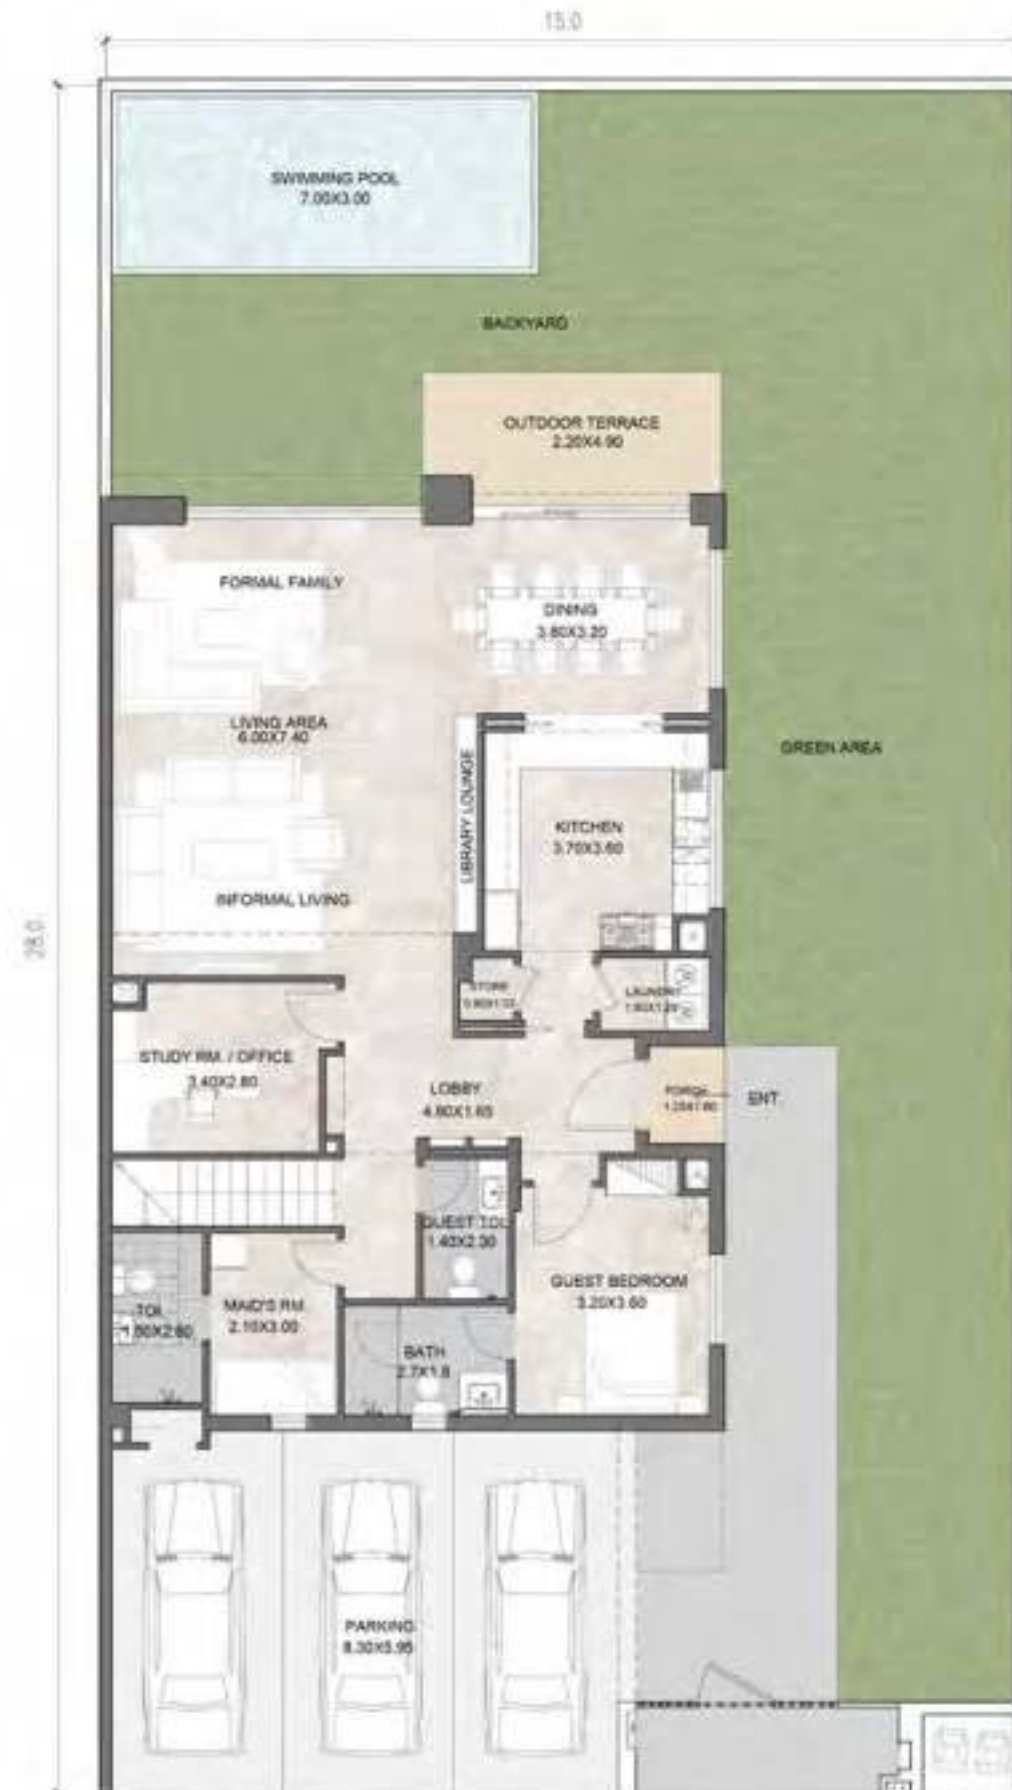 15.0
SWIMMING POOL
7.00X3.00
BACKYARD
OUTDOOR TERRACE
2.20X4.90
FORMAL FAMILY
DINING
3.80X3.20
LIVING AREA
6.00X7.40
GREEN AREA
LIBRARY LOUNGE
KITCHEN
3.70X3.60
INFORMAL LIVING
28.0
STORE
LAUNDRY
STUDY RM. / OFFICE
3.40X2.80
LOBBY
4.80X1.65
PORCH
ENT.
GUEST TOI.
1.40X2.30
GUEST BEDROOM
3.20X3.60
TOI.
MAID'S RM.
2.10X3.00
BATH
2.7X1.8
PARKING
8.30X5.95